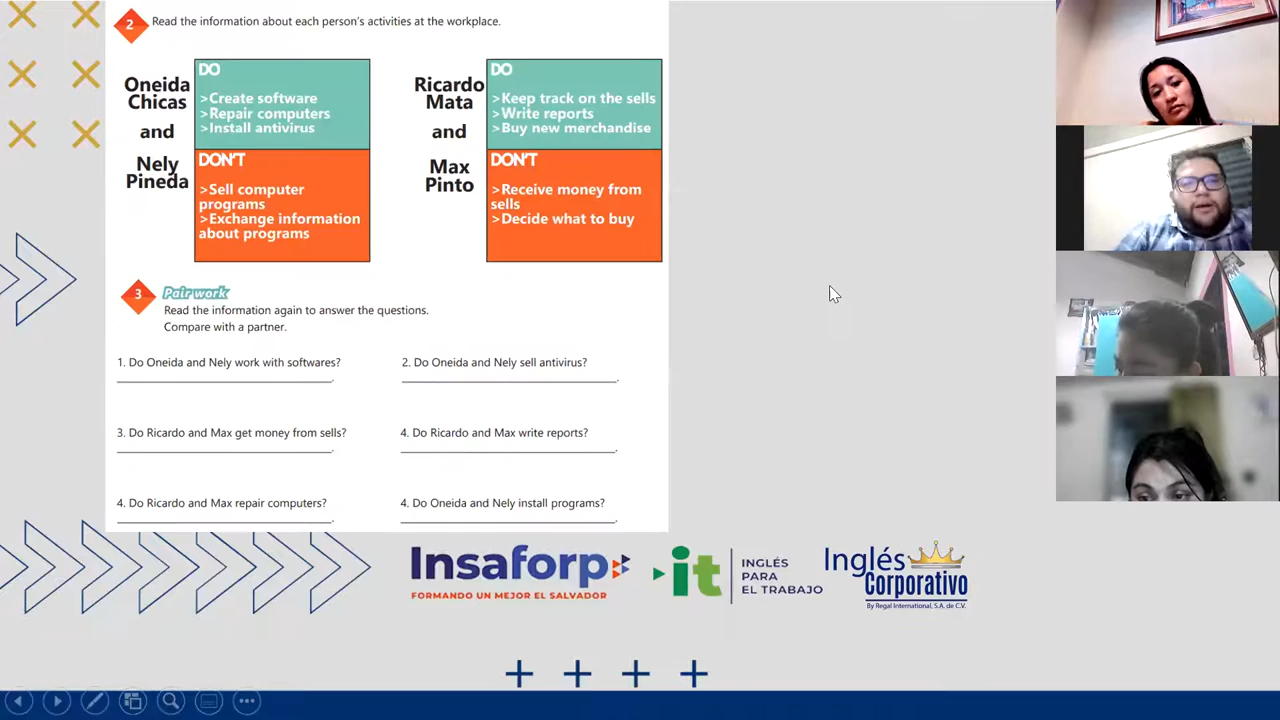 2
Read the information about each person's activities at the workplace.
Oneida
Chicas
and
Nely
Pineda
DO
>Create software
>Repair computers
>Install antivirus
DON'T
>Sell computer
programs
>Exchange information
about programs
Ricardo
Mata
and
Max
Pinto
DO
>Keep track on the sells
>Write reports
>Buy new merchandise
DON'T
>Receive money from
sells
>Decide what to buy
3
Pair work
Read the information again to answer the questions.
Compare with a partner.
1. Do Oneida and Nely work with softwares?
2. Do Oneida and Nely sell antivirus?
3. Do Ricardo and Max get money from sells?
4. Do Ricardo and Max write reports?
4. Do Ricardo and Max repair computers?
4. Do Oneida and Nely install programs?
Insaforp
FORMANDO UN MEJOR EL SALVADOR
it
INGLÉS
PARA
EL TRABAJO
Inglés
Corporativo
By Regal International, S.A. de C.V.